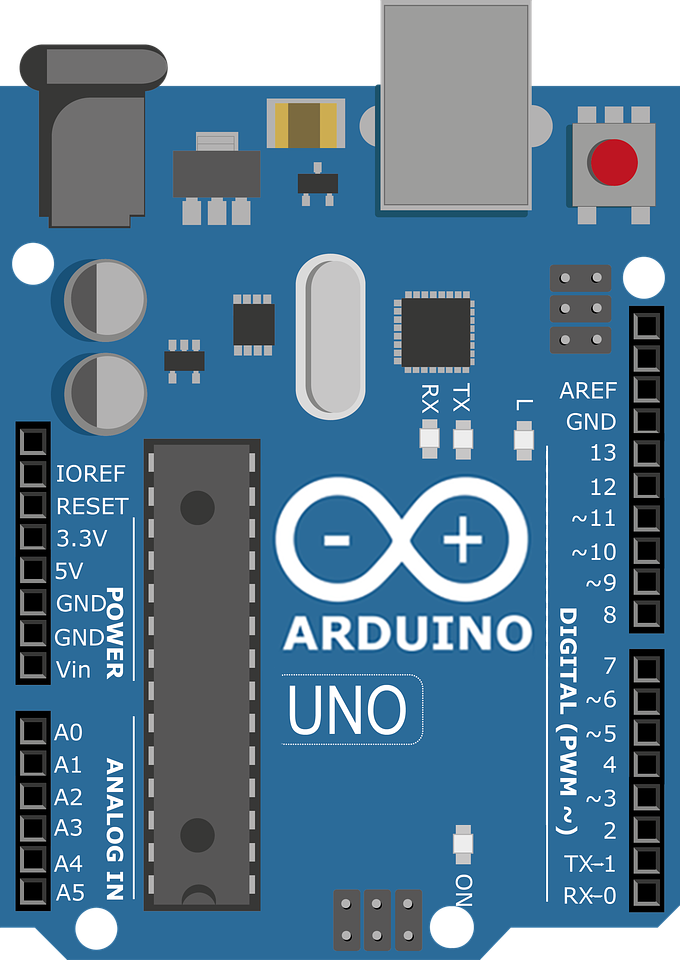 RX
TX
L
AREF
GND
13
12
~11
~10
~9
8
IOREF
RESET
3.3V
5V
GND
GND
Vin
POWER
- +
ARDUINO
UNO
DIGITAL (PWM ~)
7
~6
~5
4
~3
2
TX-1
RX-0
A0
A1
A2
A3
A4
A5
ANALOG IN
ON